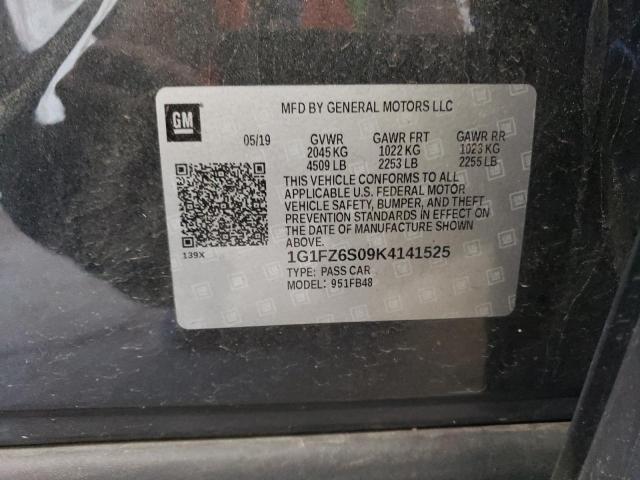 GM
MFD BY GENERAL MOTORS LLC
05/19 GVWR GAWR FRT GAWR RR
2045 KG 1022 KG 1023 KG
4509 LB 2253 LB 2255 LB
THIS VEHICLE CONFORMS TO ALL
APPLICABLE U.S. FEDERAL MOTOR
VEHICLE SAFETY, BUMPER, AND THEFT
PREVENTION STANDARDS IN EFFECT ON
THE DATE OF MANUFACTURE SHOWN
ABOVE.
139X
1G1FZ6S09K4141525
TYPE: PASS CAR
MODEL: 951FB48